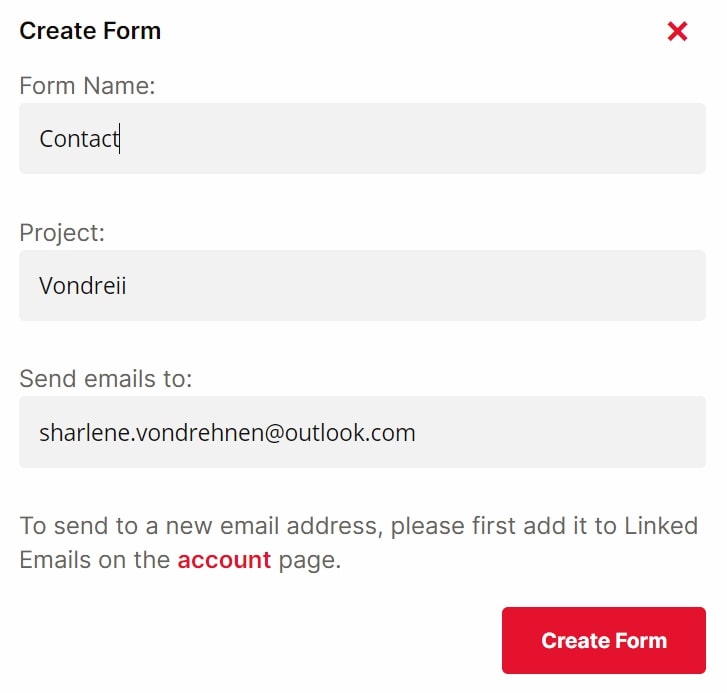 Create Form
Form Name:
Contact
Project:
Vondreii
Send emails to:
sharlene.vondrehnen@outlook.com
To send to a new email address, please first add it to Linked
Emails on the account page.
Create Form